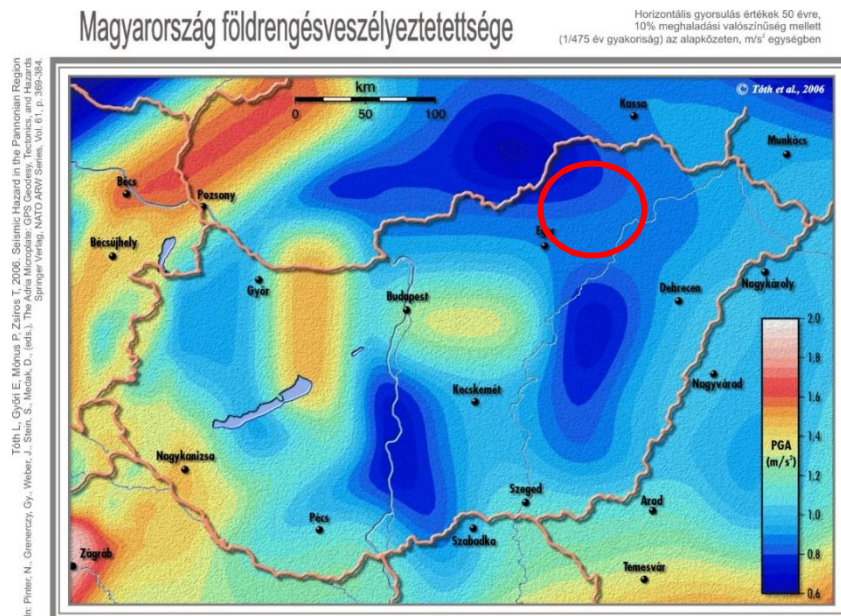 Magyarország földrengésveszélyeztetettsége
Horizontális gyorsulás értékek 50 évre,
10% meghaladási valószínűség mellett
(1/475 év gyakoriság) az alapkőzeten, m/s² egységben
Tóth L, Győri E, Mónus P, Zsíros T, 2006. Seismic Hazard in the Pannonian Region
In: Pinter, N., Grenerczy, Gy., Weber, J., Stein, S., Medak, D., (eds.), The Adria Microplate: GPS Geodesy, Tectonics, and Hazards
Springer Verlag, NATO ARW Series, Vol. 61, p. 369-384.
km
0 50 100
© Tóth et al., 2006
Kassa
Munkács
Bécs
Pozsony
Bécsújhely
Eger
Győr
Budapest
Debrecen
Nagykároly
Kecskemét
Nagyvárad
Nagykanizsa
Szeged
Arad
Pécs
Szabadka
Zágráb
Temesvár
PGA
(m/s²)
2.0
1.8
1.6
1.4
1.2
1.0
0.8
0.6